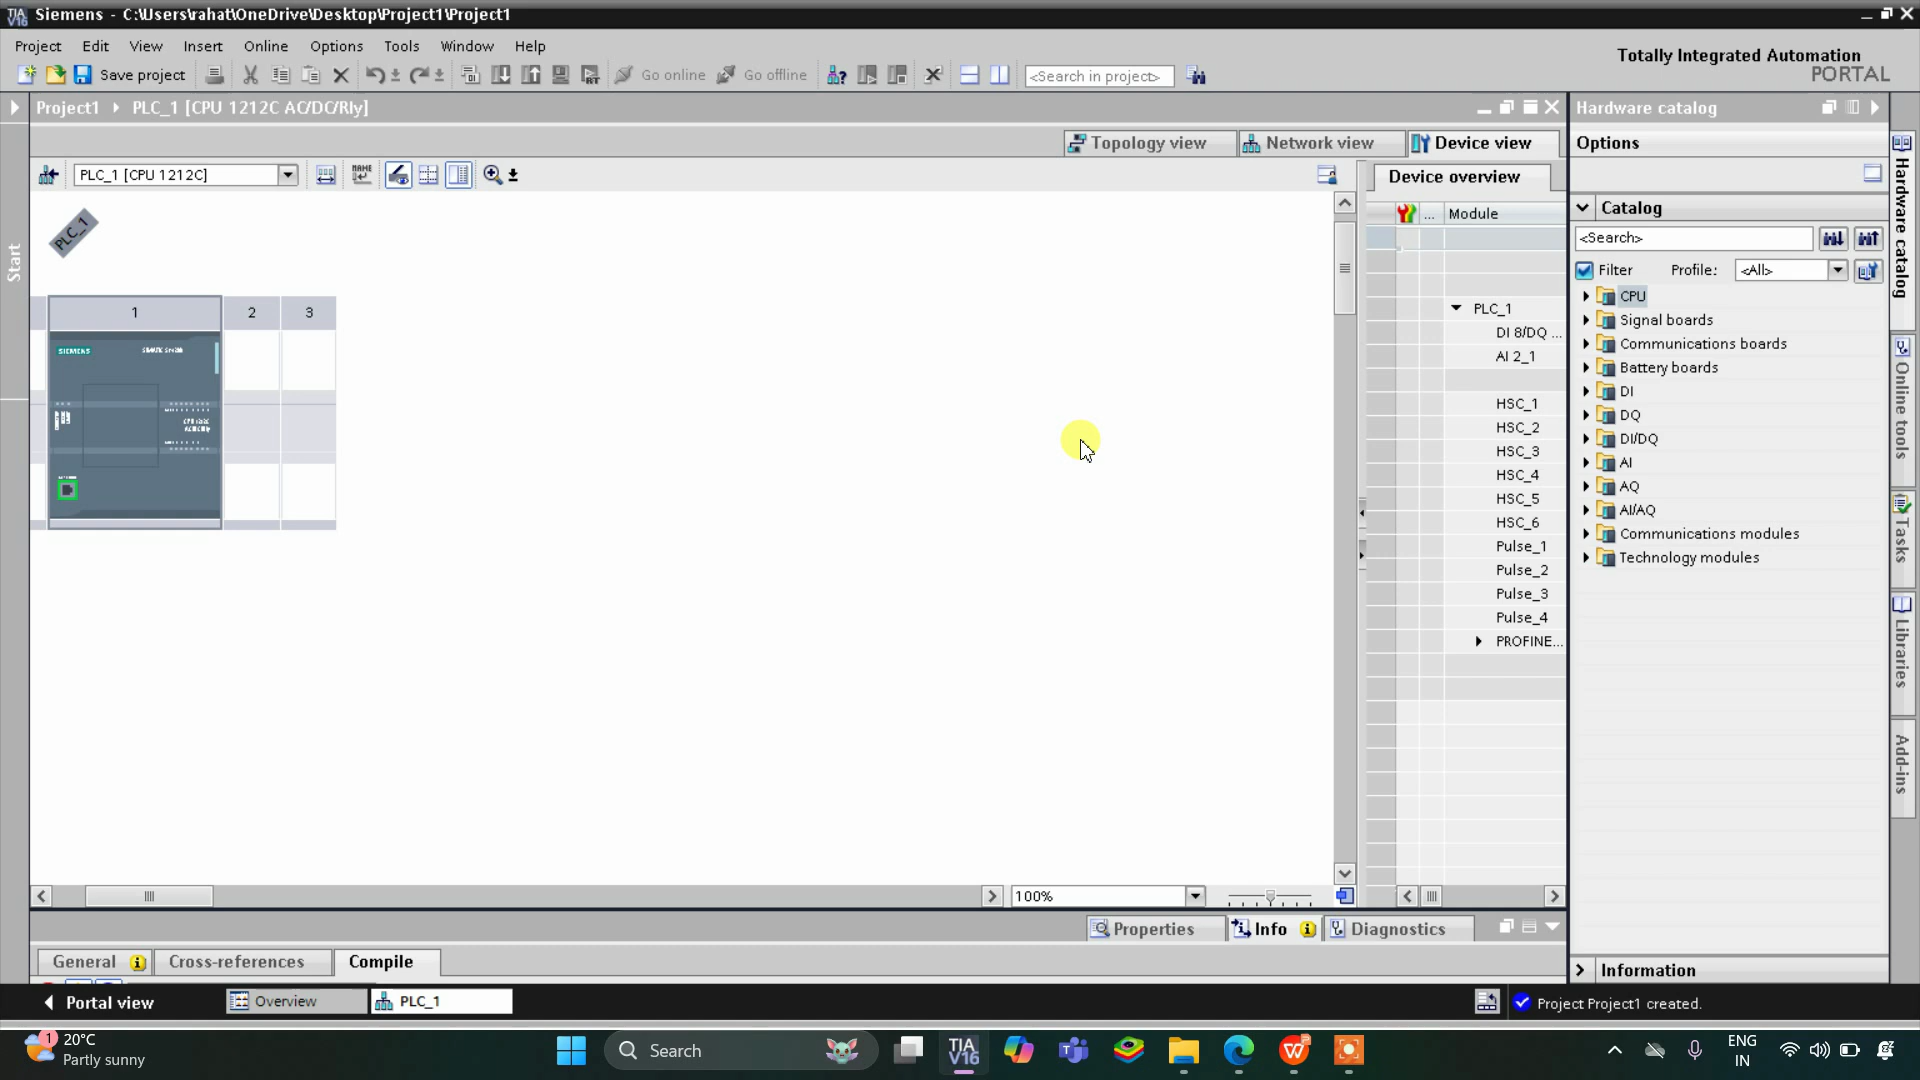 Siemens - C:\Users\rahat\OneDrive\Desktop\Project1\Project1
Project Edit View Insert Online Options Tools Window Help
Totally Integrated Automation
PORTAL
Save project Go online Go offline <Search in project>
Project1 PLC_1 [CPU 1212C AC/DC/Rly]
Hardware catalog
Topology view Network view Device view
Options
PLC_1 [CPU 1212C]
Device overview
... Module
PLC_1
1 2 3
SIEMENS
PLC_1
DI 8/DQ ...
AI 2_1
HSC_1
HSC_2
HSC_3
HSC_4
HSC_5
HSC_6
Pulse_1
Pulse_2
Pulse_3
Pulse_4
PROFINE...
Catalog
<Search>
Filter Profile: <All>
CPU
Signal boards
Communications boards
Battery boards
DI
DQ
DI/DQ
AI
AQ
AI/AQ
Communications modules
Technology modules
Information
Start
Hardware catalog
Online tools
Tasks
Libraries
Add-ins
100%
Properties Info Diagnostics
General Cross-references Compile
Portal view Overview PLC_1
Project Project1 created.
1
20°C
Partly sunny
Search
TIA
V16
ENG
IN